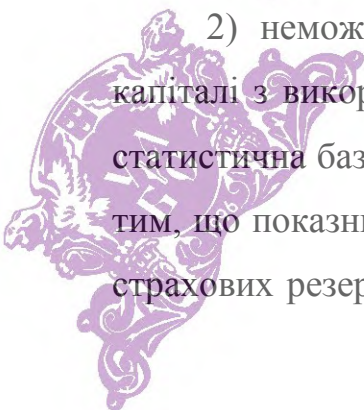 2) немож
капіталі з викор
статистична баз
тим, що показни
страхових резер